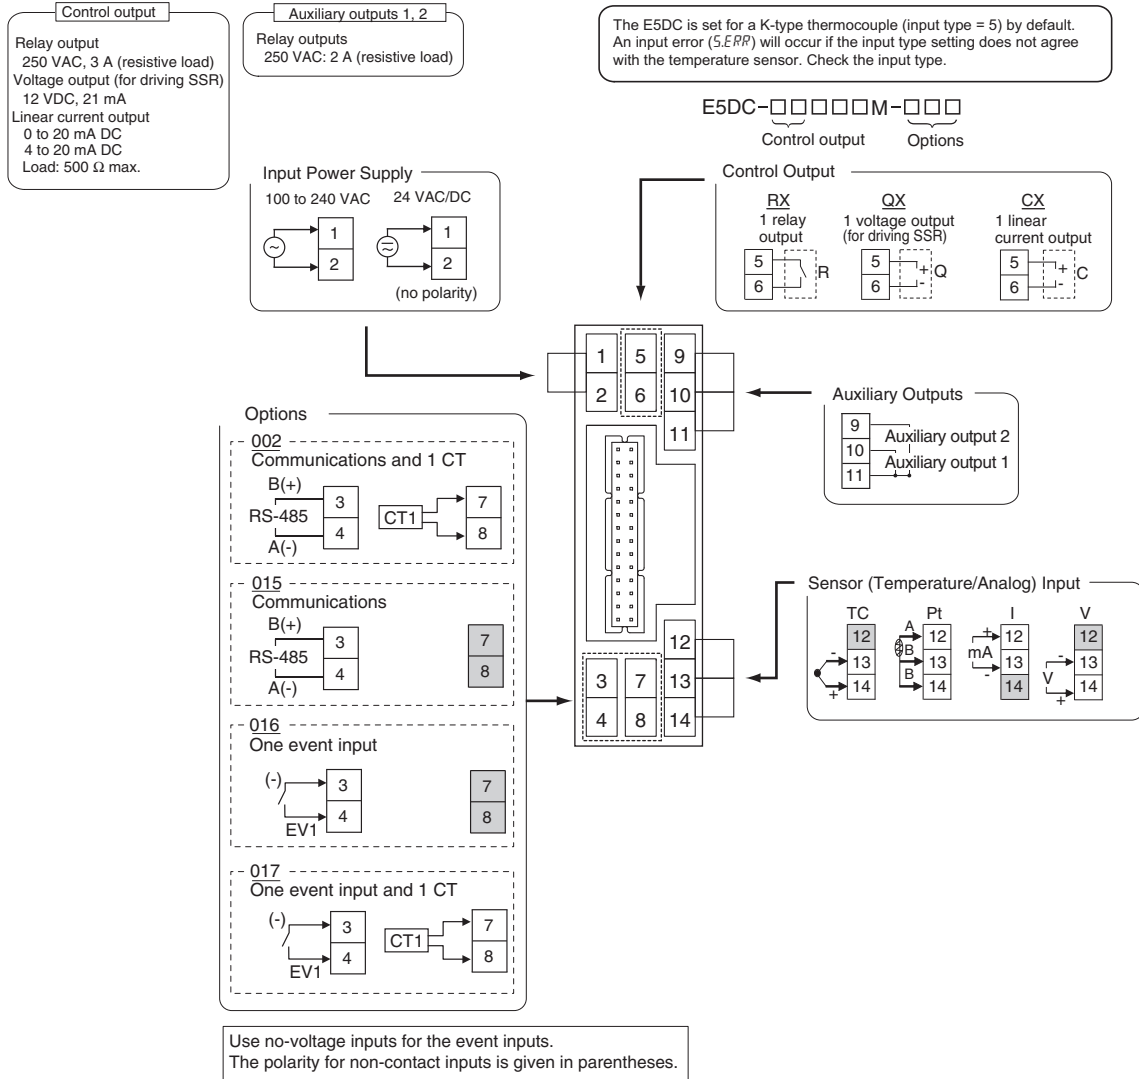 Control output
Relay output
250 VAC, 3 A (resistive load)
Voltage output (for driving SSR)
12 VDC, 21 mA
Linear current output
0 to 20 mA DC
4 to 20 mA DC
Load: 500 Ω max.
Auxiliary outputs 1, 2
Relay outputs
250 VAC: 2 A (resistive load)
The E5DC is set for a K-type thermocouple (input type = 5) by default.
An input error (S.ERR) will occur if the input type setting does not agree
with the temperature sensor. Check the input type.
E5DC-□□□□□M-□□□
Control output
Options
Input Power Supply
100 to 240 VAC
24 VAC/DC
1
2
1
2
(no polarity)
Control Output
RX
1 relay
output
5
6
R
QX
1 voltage output
(for driving SSR)
5
6
+
-
Q
CX
1 linear
current output
5
6
+
-
C
1 5 9
2 6 10
11
12
3 7 13
4 8 14
Auxiliary Outputs
9
10
11
Auxiliary output 2
Auxiliary output 1
Options
002
Communications and 1 CT
B(+)
RS-485
A(-)
3
4
CT1
7
8
015
Communications
B(+)
RS-485
A(-)
3
4
7
8
016
One event input
(-)
EV1
3
4
7
8
017
One event input and 1 CT
(-)
EV1
3
4
CT1
7
8
Sensor (Temperature/Analog) Input
TC
12
- 13
14
+
Pt
A 12
B 13
B 14
I
+ 12
mA
13
- 14
V
12
- 13
V
14
+
Use no-voltage inputs for the event inputs.
The polarity for non-contact inputs is given in parentheses.